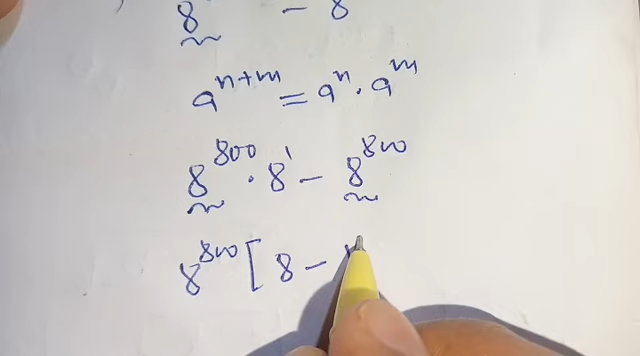 8 - 8
a^{n+m} = a^n . a^m
8^{800} . 8^1 - 8^{800}
8^{800} [ 8 -